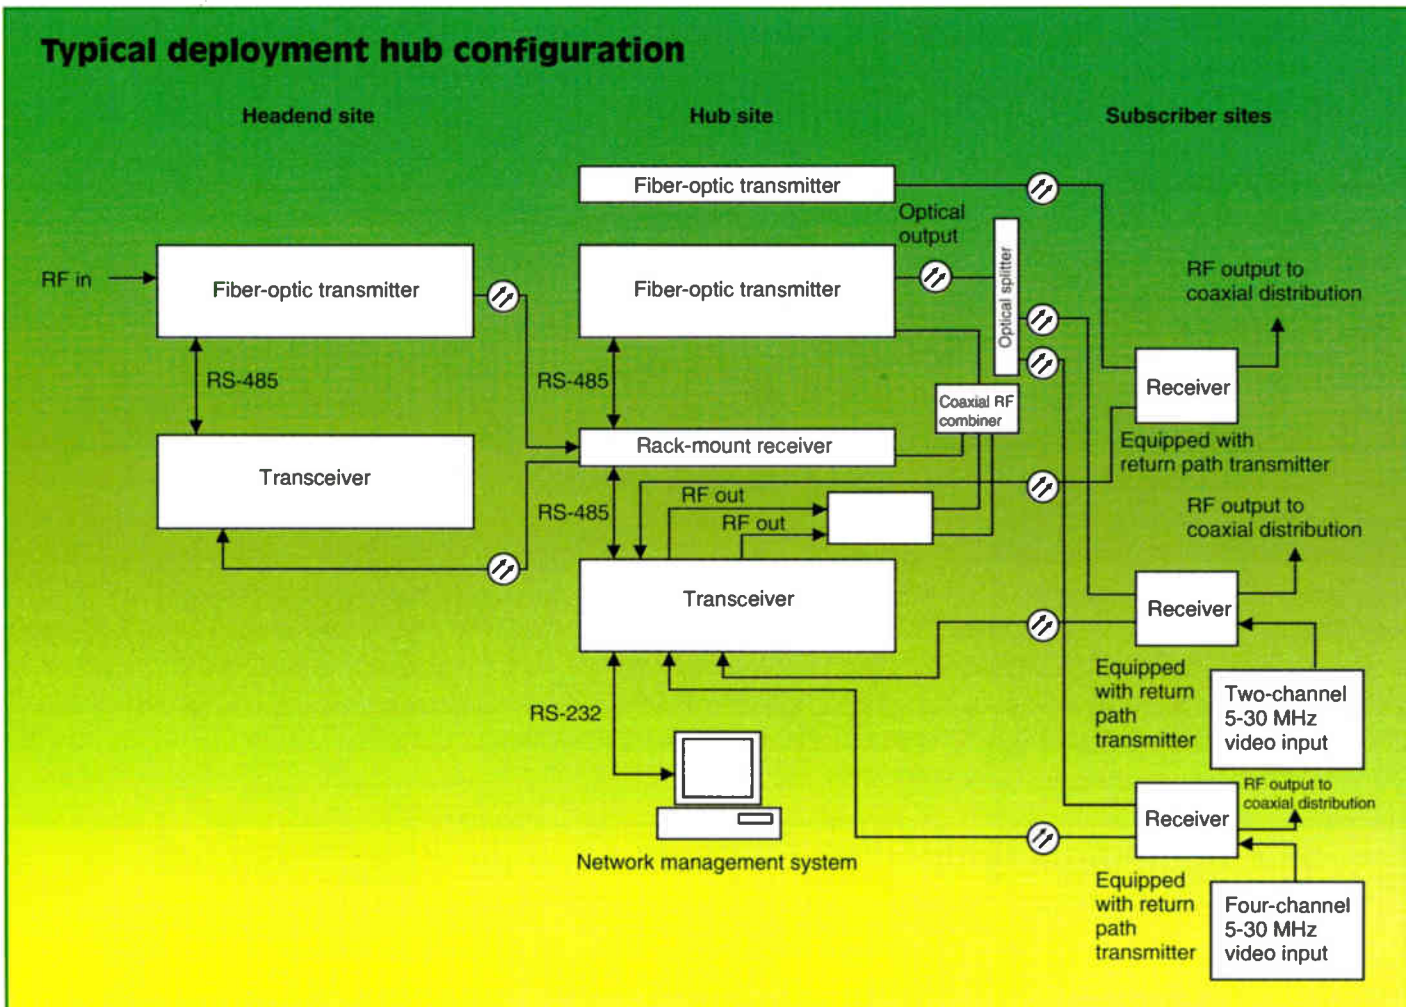 Typical deployment hub configuration
Headend site
Hub site
Subscriber sites
Fiber-optic transmitter
Optical
output
RF in
Fiber-optic transmitter
Fiber-optic transmitter
Optical splitter
RF output to
coaxial distribution
RS-485
RS-485
Receiver
Coaxial RF
combiner
Rack-mount receiver
Equipped with
return path transmitter
Transceiver
RS-485
RF out
RF out
RF output to
coaxial distribution
Transceiver
Receiver
Equipped
with return
path
transmitter
Two-channel
5-30 MHz
video input
RS-232
Network management system
RF output to
coaxial distribution
Receiver
Equipped
with return
path
transmitter
Four-channel
5-30 MHz
video input